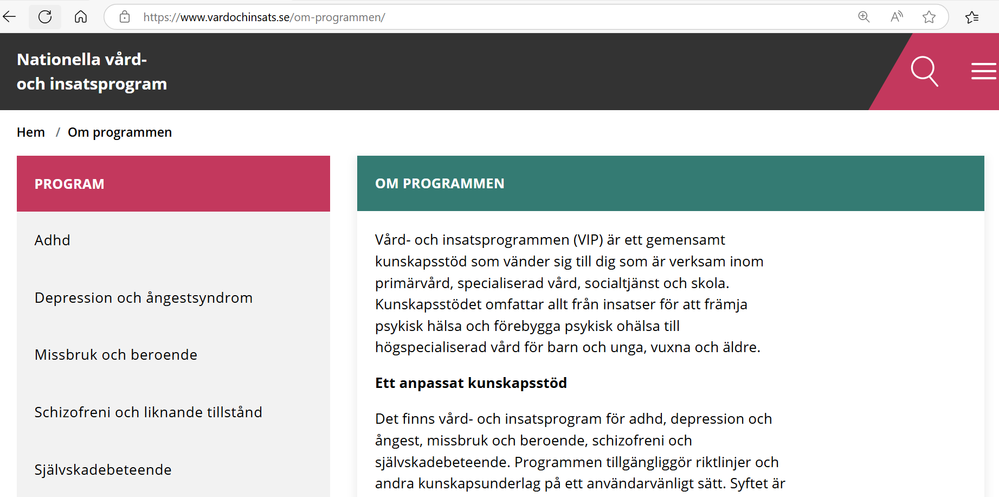 https://www.vardochinsats.se/om-programmen/
Nationella vård-
och insatsprogram
Hem / Om programmen
PROGRAM
Adhd
Depression och ångestsyndrom
Missbruk och beroende
Schizofreni och liknande tillstånd
Självskadebeteende
OM PROGRAMMEN
Vård- och insatsprogrammen (VIP) är ett gemensamt
kunskapsstöd som vänder sig till dig som är verksam inom
primärvård, specialiserad vård, socialtjänst och skola.
Kunskapsstödet omfattar allt från insatser för att främja
psykisk hälsa och förebygga psykisk ohälsa till
högspecialiserad vård för barn och unga, vuxna och äldre.
Ett anpassat kunskapsstöd
Det finns vård- och insatsprogram för adhd, depression och
ångest, missbruk och beroende, schizofreni och
självskadebeteende. Programmen tillgängliggör riktlinjer och
andra kunskapsunderlag på ett användarvänligt sätt. Syftet är